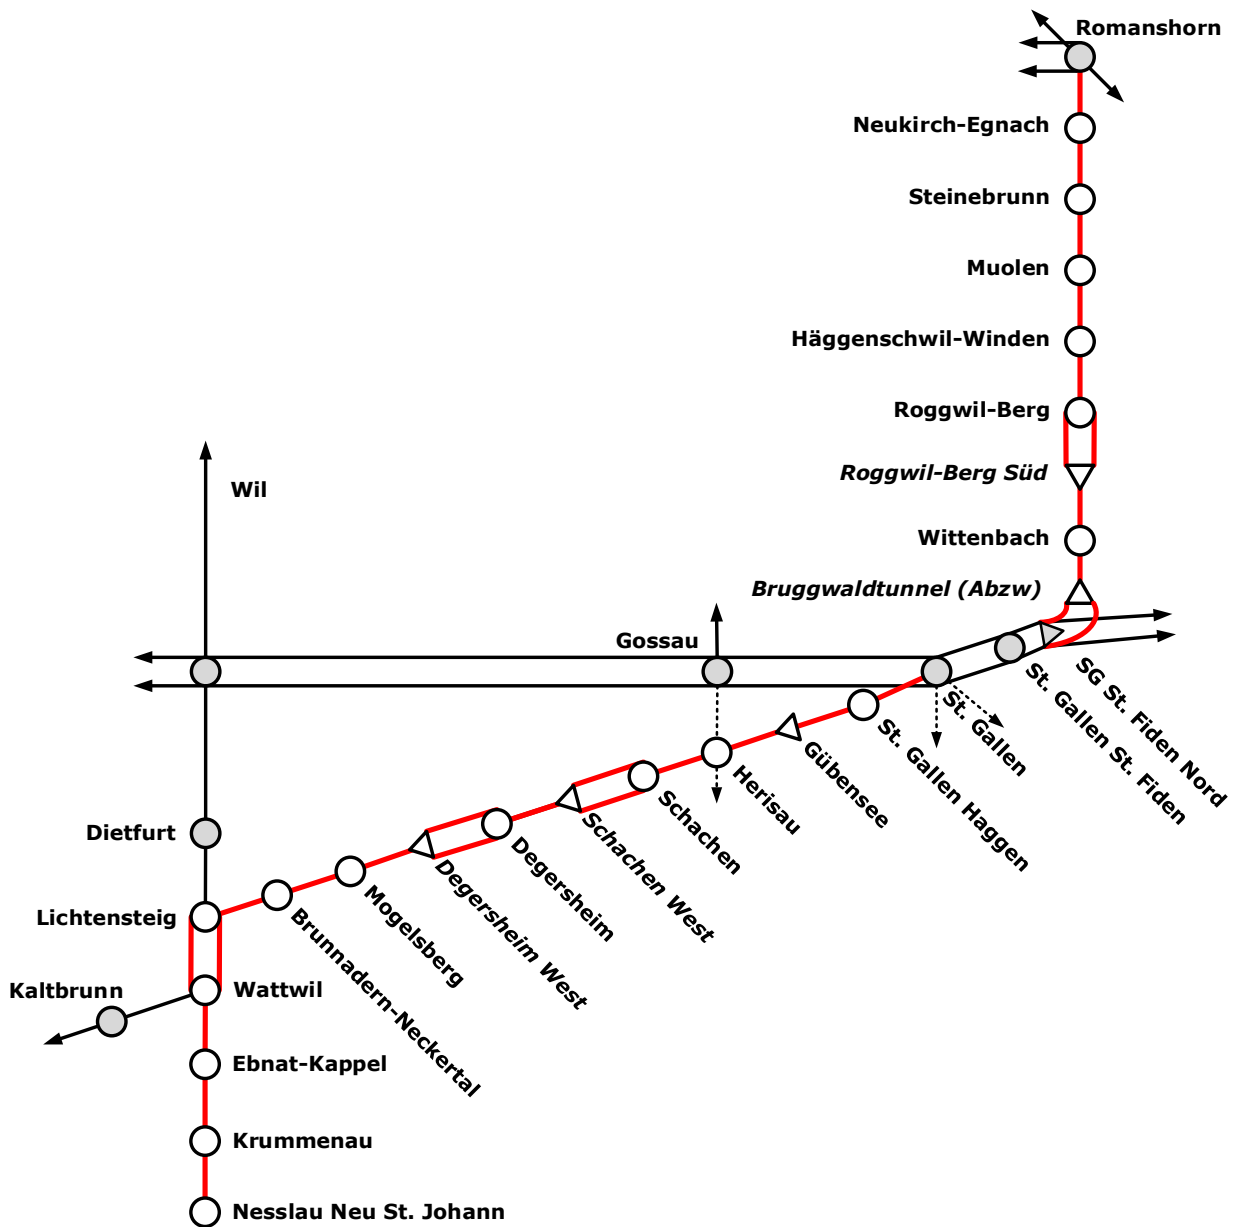 Romanshorn
Neukirch-Egnach
Steinebrunn
Muolen
Häggenschwil-Winden
Roggwil-Berg
Roggwil-Berg Süd
Wil
Wittenbach
Bruggwaldtunnel (Abzw)
Gossau
SG St. Fiden Nord
St. Gallen St. Fiden
St. Gallen
St. Gallen Haggen
Gübensee
Herisau
Schachen
Schachen West
Degersheim
Degersheim West
Mogelsberg
Brunnadern-Neckertal
Dietfurt
Lichtensteig
Kaltbrunn
Wattwil
Ebnat-Kappel
Krummenau
Nesslau Neu St. Johann